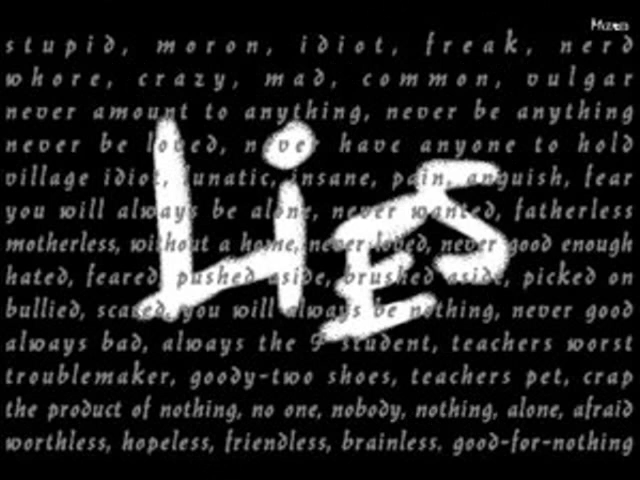 Mizeo
stupid, moron, idiot, freak, nerd
whore, crazy, mad, common, vulgar
never amount to anything, never be anything
never be loved, never have anyone to hold
village idiot, lunatic, insane, pain, anguish, fear
you will always be alone, never wanted, fatherless
motherless, without a home, never loved, never good enough
hated, feared, pushed aside, brushed aside, picked on
bullied, scared, you will always be nothing, never good
always bad, always the student, teachers worst
troublemaker, goody-two shoes, teachers pet, crap
the product of nothing, no one, nobody, nothing, alone, afraid
worthless, hopeless, friendless, brainless, good-for-nothing
LiES